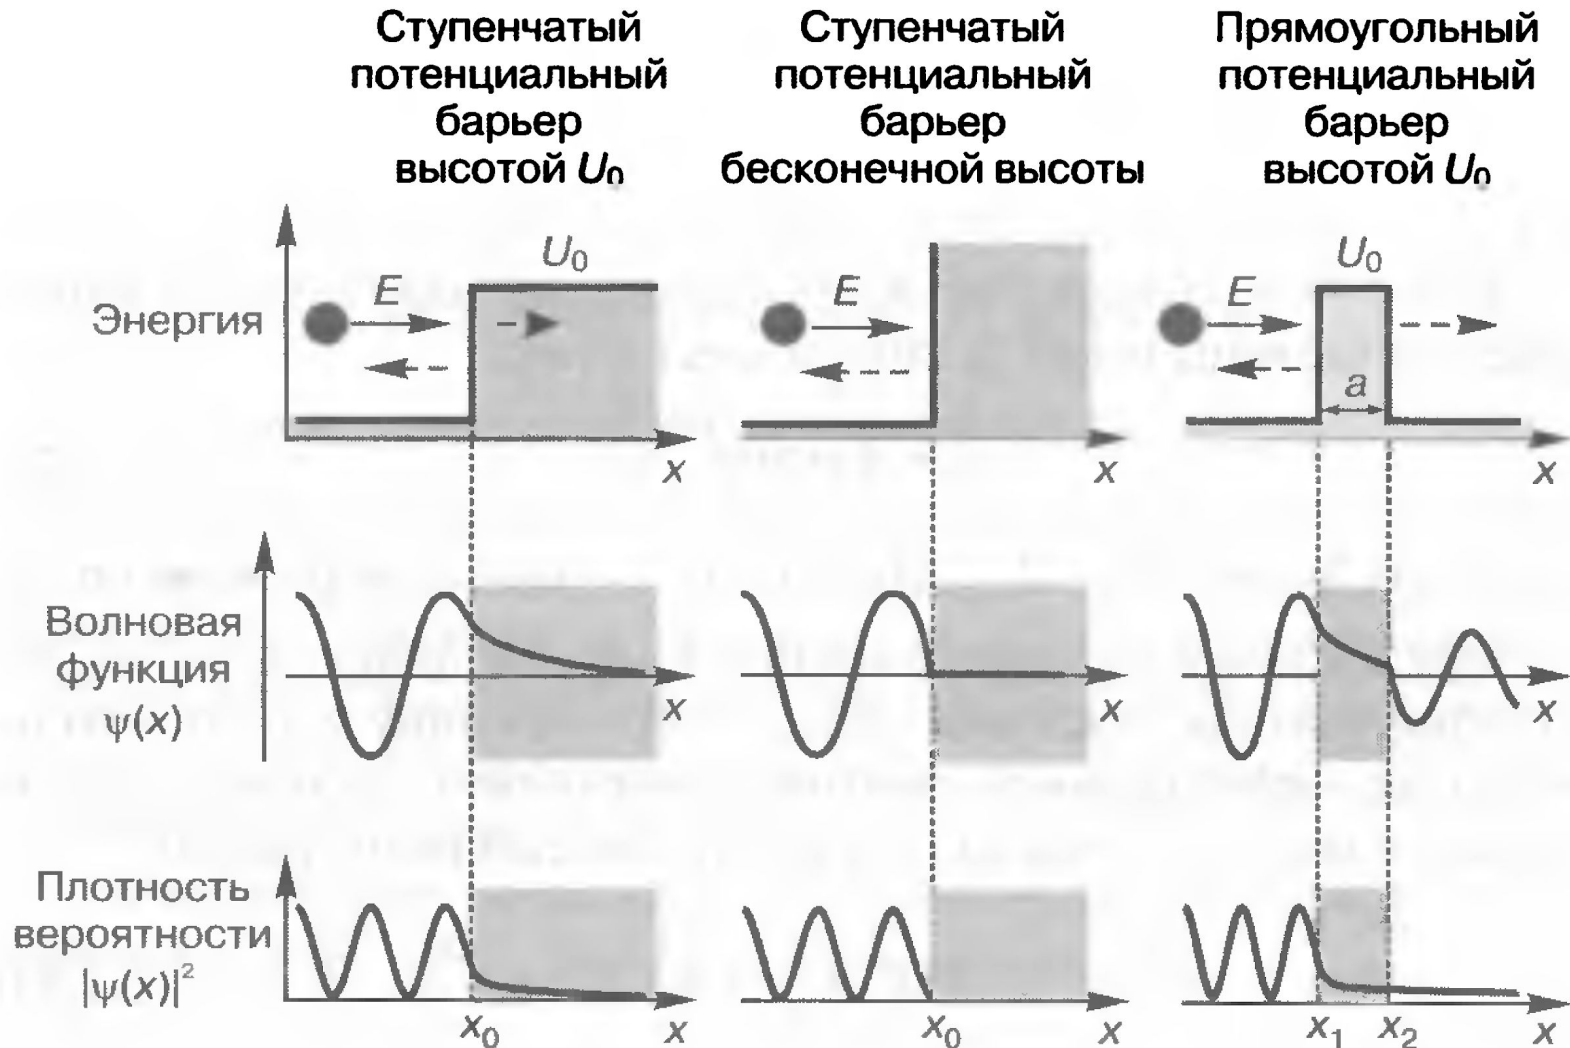 Ступенчатый
потенциальный
барьер
высотой U₀
Ступенчатый
потенциальный
барьер
бесконечной высоты
Прямоугольный
потенциальный
барьер
высотой U₀
Энергия
E
U₀
x
E
x
E
U₀
a
x
Волновая
функция
ψ(x)
x
x
x
Плотность
вероятности
|ψ(x)|²
x₀
x
x₀
x
x₁
x₂
x